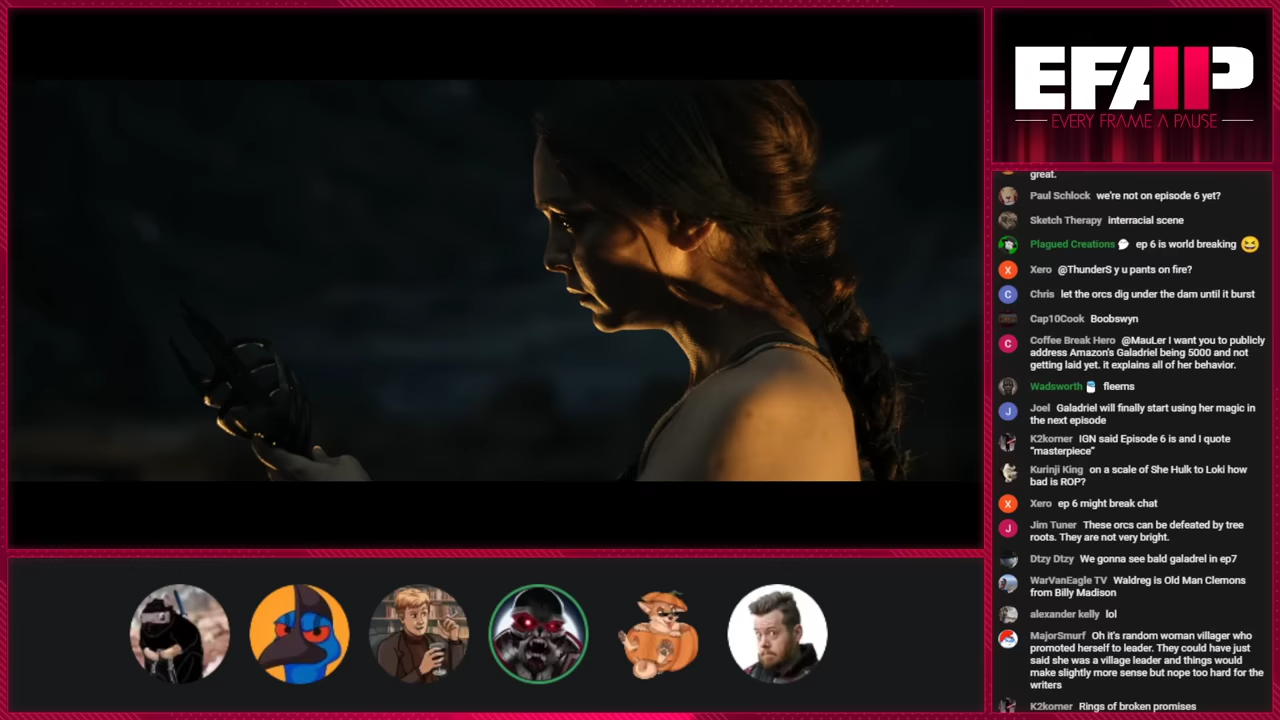 EFAP
EVERY FRAME A PAUSE
great.
Paul Schlock we're not on episode 6 yet?
Sketch Therapy interracial scene
Plagued Creations ep 6 is world breaking
X Xero @ThunderS y u pants on fire?
C Chris let the orcs dig under the dam until it burst
Cap10Cook Boobswyn
C Coffee Break Hero @MauLer I want you to publicly
address Amazon's Galadriel being 5000 and not
getting laid yet. it explains all of her behavior.
Wadsworth fleems
J Joel Galadriel will finally start using her magic in
the next episode
K2korner IGN said Episode 6 is and I quote
"masterpiece"
Kurinji King on a scale of She Hulk to Loki how
bad is ROP?
X Xero ep 6 might break chat
J Jim Tuner These orcs can be defeated by tree
roots. They are not very bright.
Dtzy Dtzy We gonna see bald galadrel in ep7
WarVanEagle TV Waldreg is Old Man Clemons
from Billy Madison
alexander kelly lol
MajorSmurf Oh it's random woman villager who
promoted herself to leader. They could have just
said she was a village leader and things would
make slightly more sense but nope too hard for the
writers
K2korner Rings of broken promises